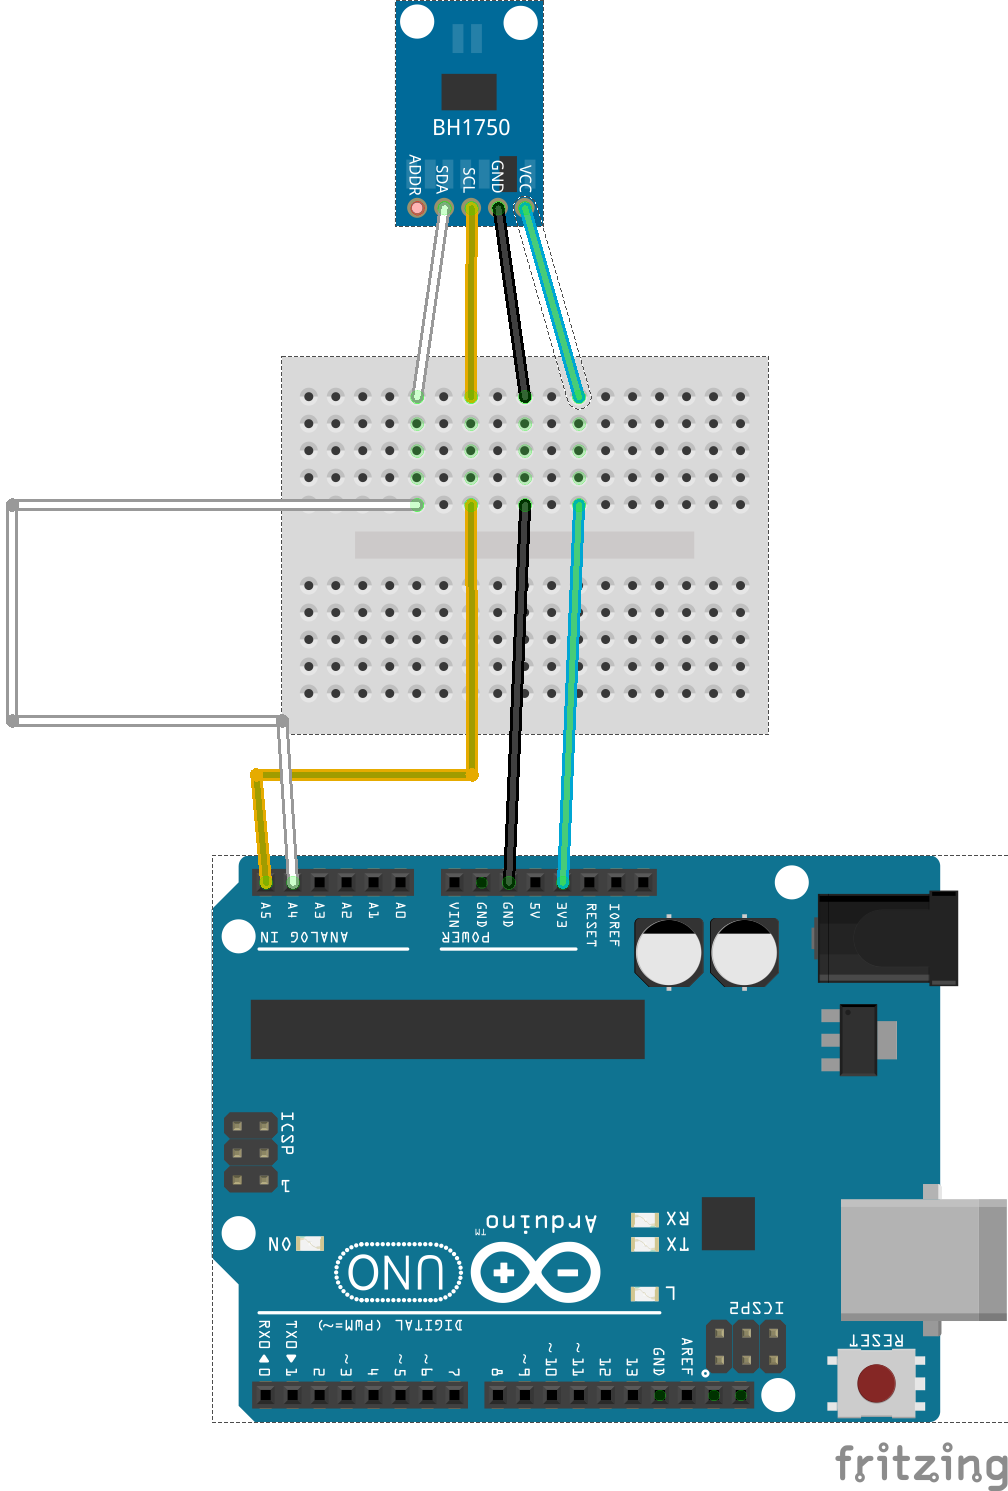 BH1750
ADDR
SDA
SCL
GND
VCC
A5
A4
A3
A2
A1
A0
VIN
GND
GND
5V
3V3
RESET
IOREF
ANALOG IN
POWER
ICSP
1
Arduino
TM
RX
TX
ON
UNO
L
ICSP2
DIGITAL (PWM=~)
RESET
RX0 ◀ 0
TX0 ▶ 1
2
~3
4
~5
~6
7
8
~9
~10
~11
12
13
GND
AREF
fritzing